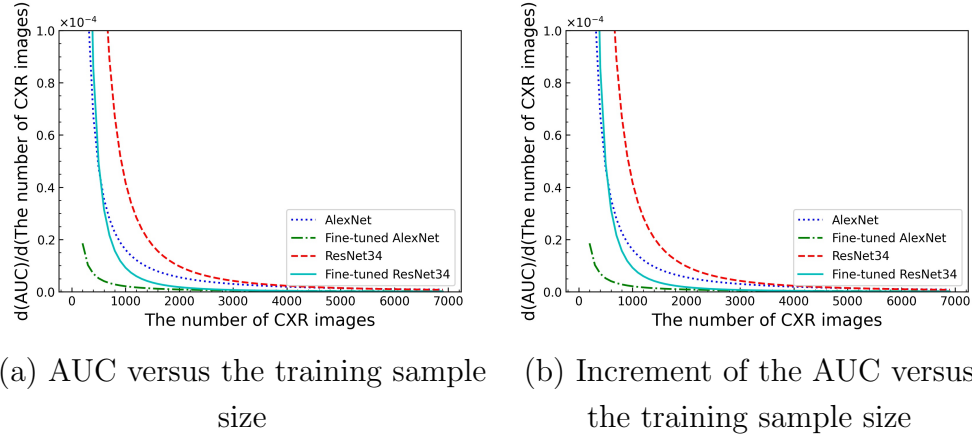 ×10⁻⁴
d(AUC)/d(The number of CXR images)
1.0
0.8
0.6
0.4
0.2
0.0
AlexNet
Fine-tuned AlexNet
ResNet34
Fine-tuned ResNet34
0 1000 2000 3000 4000 5000 6000 7000
The number of CXR images
(a) AUC versus the training sample
size
×10⁻⁴
d(AUC)/d(The number of CXR images)
1.0
0.8
0.6
0.4
0.2
0.0
AlexNet
Fine-tuned AlexNet
ResNet34
Fine-tuned ResNet34
0 1000 2000 3000 4000 5000 6000 7000
The number of CXR images
(b) Increment of the AUC versus
the training sample size